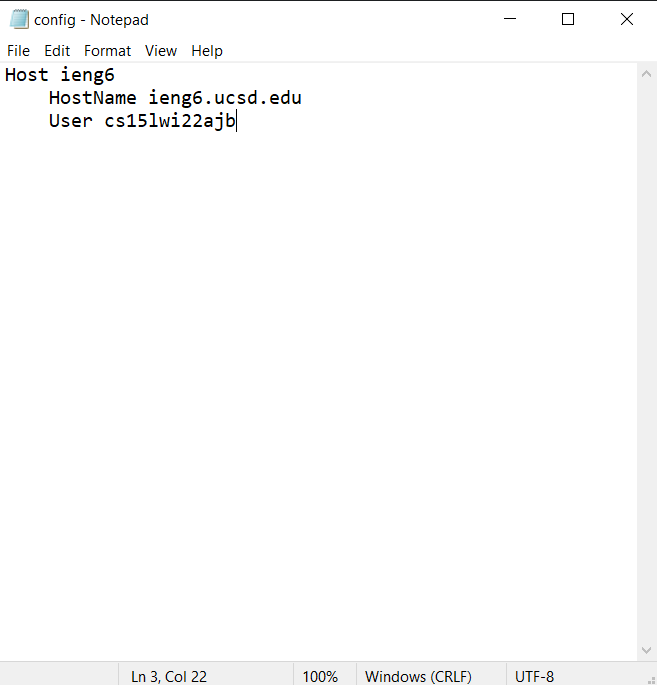 config - Notepad
File Edit Format View Help
Host ieng6
    HostName ieng6.ucsd.edu
    User cs15lwi22ajb
Ln 3, Col 22 100% Windows (CRLF) UTF-8